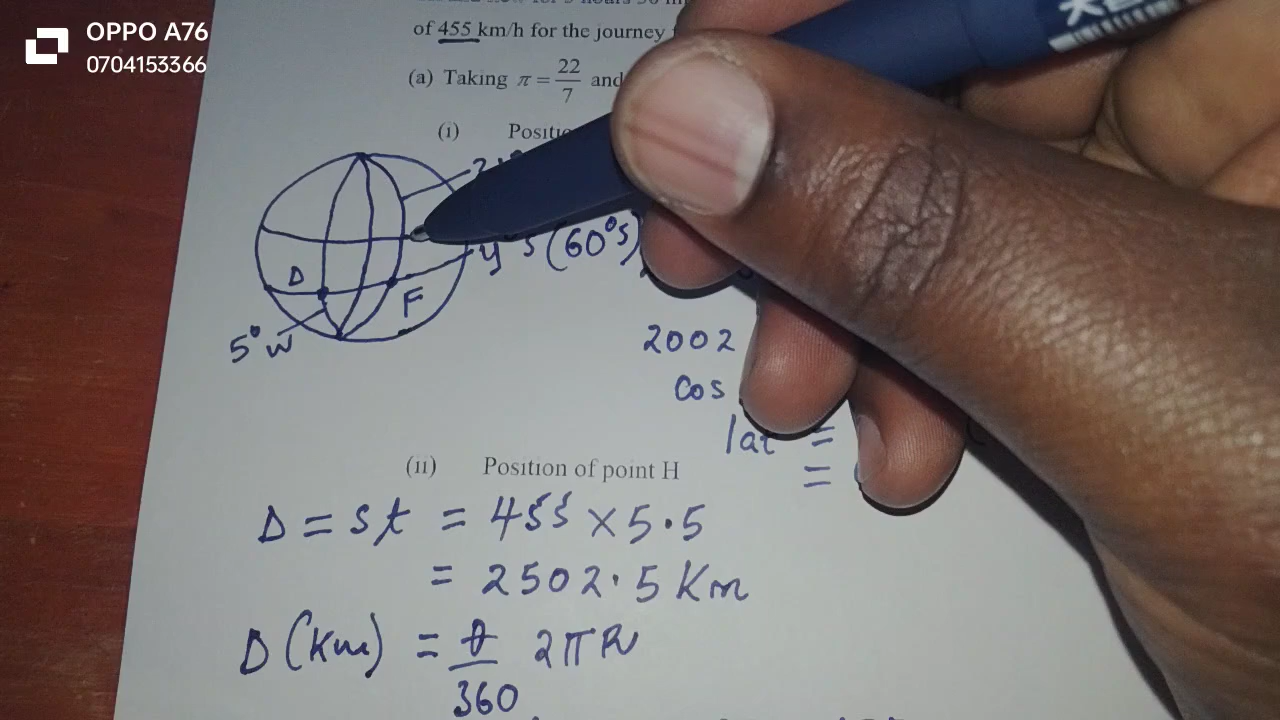 OPPO A76
0704153366
of 455 km/h for the journey
(a) Taking π = 22/7 and
(i) Positio
y°s (60°s)
D
F
5°w
2002
cos
lat =
=
(ii) Position of point H
D = st = 455 × 5.5
= 2502.5 Km
D (Km) = θ/360 2πR